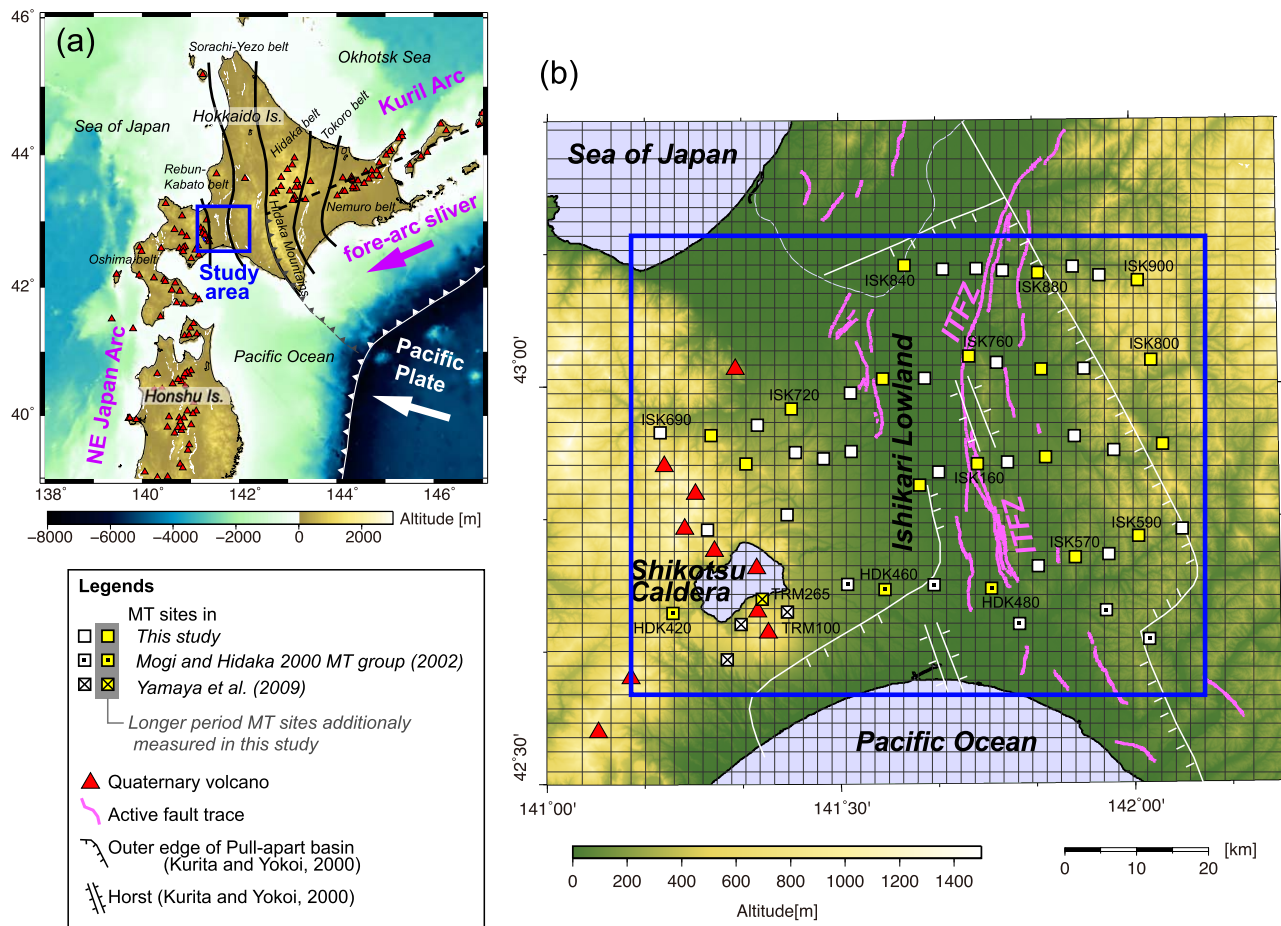 (a)
46˚
44˚
42˚
40˚
138˚
140˚
142˚
144˚
146˚
Sorachi-Yezo belt
Okhotsk Sea
Kuril Arc
Hokkaido Is.
Hidaka belt
Tokoro belt
Sea of Japan
Rebun-
Kabato belt
Nemuro belt
Hidaka Mountains
fore-arc sliver
Oshima belt
Study
area
Pacific Ocean
Pacific
Plate
NE Japan Arc
Honshu Is.
−8000
−6000
−4000
−2000
0
2000
Altitude [m]
Legends
MT sites in
This study
Mogi and Hidaka 2000 MT group (2002)
Yamaya et al. (2009)
Longer period MT sites additionaly
measured in this study
Quaternary volcano
Active fault trace
Outer edge of Pull-apart basin
(Kurita and Yokoi, 2000)
Horst (Kurita and Yokoi, 2000)
(b)
Sea of Japan
ISK840
ISK880
ISK900
ITFZ
ISK760
ISK800
43˚00'
ISK720
ISK690
Ishikari Lowland
ISK160
ITFZ
ISK590
ISK570
Shikotsu
Caldera
HDK460
TRM265
HDK480
HDK420
TRM100
Pacific Ocean
42˚30'
141˚00'
141˚30'
142˚00'
0
200
400
600
800
1000
1200
1400
Altitude[m]
0
10
20
[km]